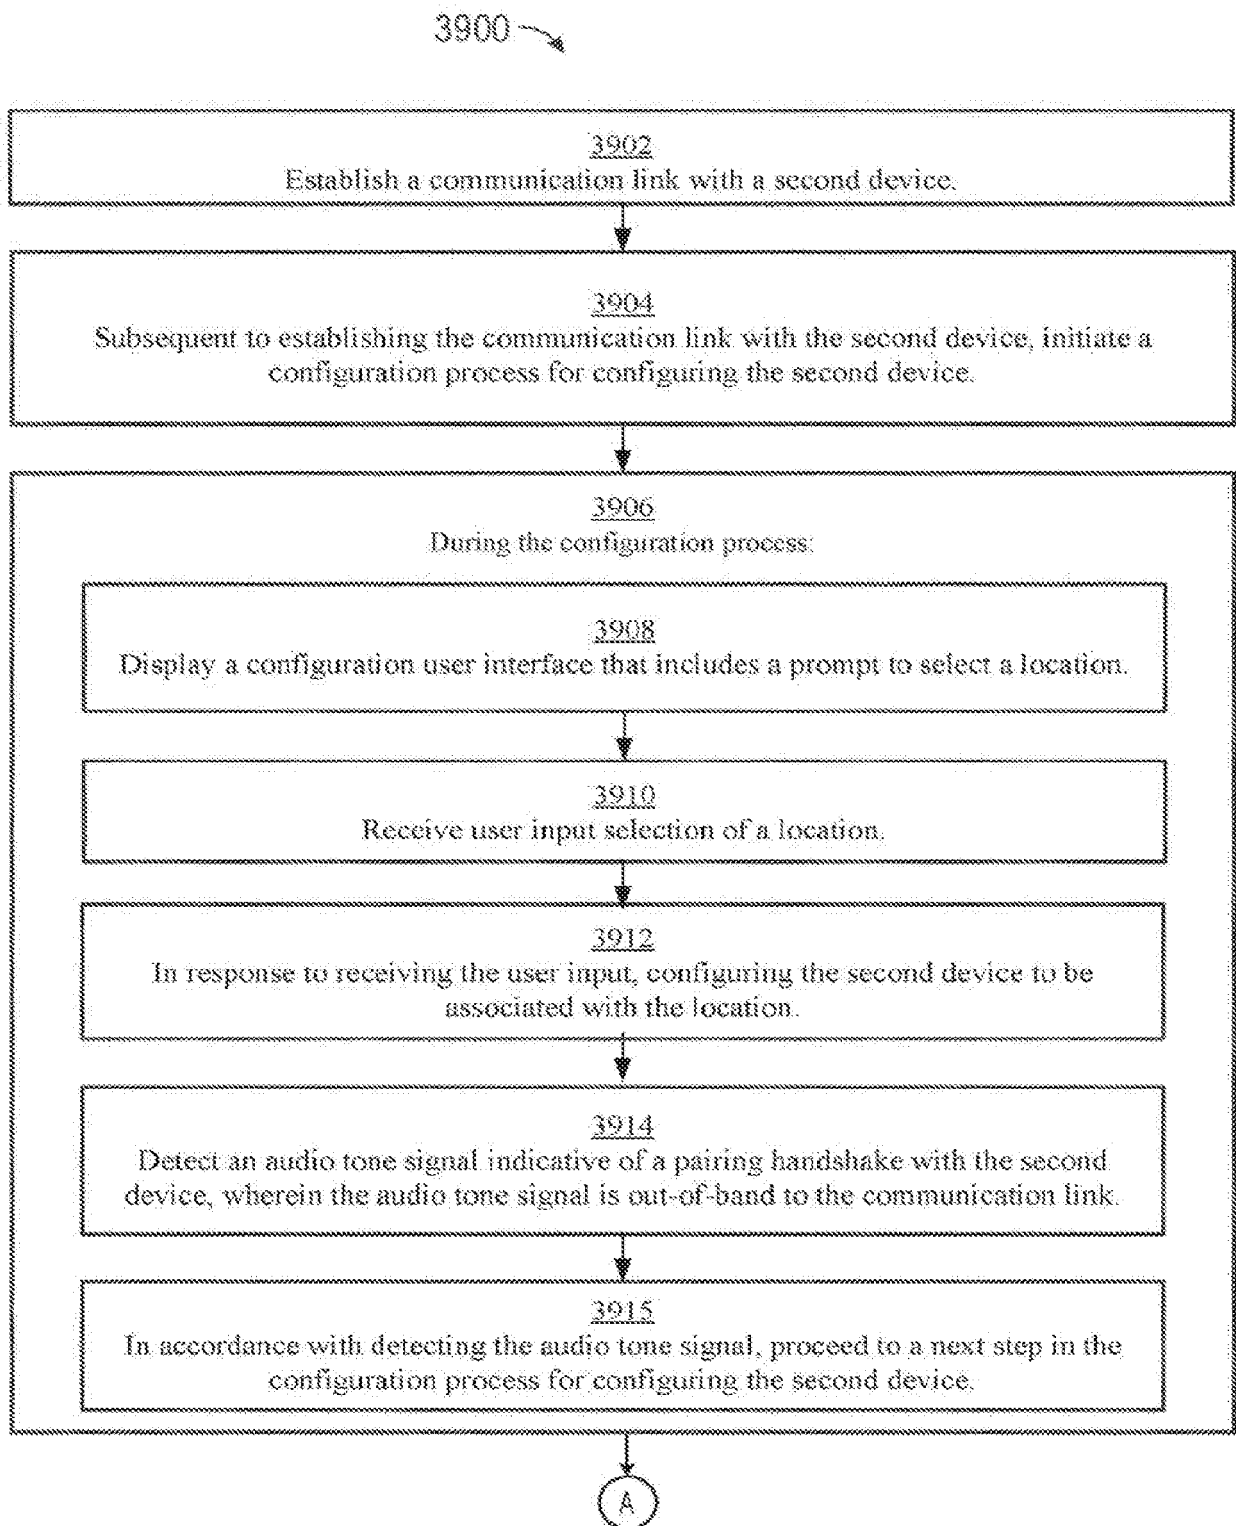 3900
3902
Establish a communication link with a second device.
3904
Subsequent to establishing the communication link with the second device, initiate a
configuration process for configuring the second device.
3906
During the configuration process:
3908
Display a configuration user interface that includes a prompt to select a location.
3910
Receive user input selection of a location.
3912
In response to receiving the user input, configuring the second device to be
associated with the location.
3914
Detect an audio tone signal indicative of a pairing handshake with the second
device, wherein the audio tone signal is out-of-band to the communication link.
3915
In accordance with detecting the audio tone signal, proceed to a next step in the
configuration process for configuring the second device.
A